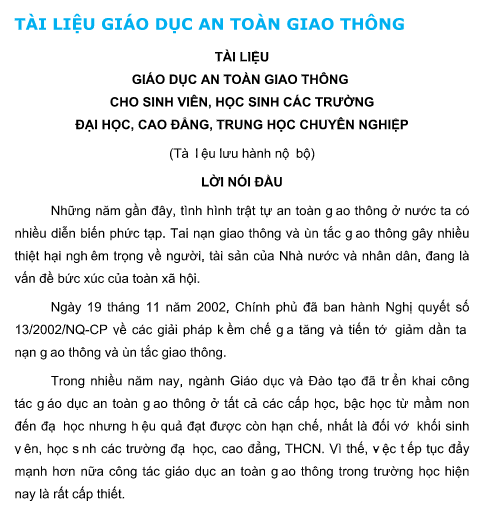 TÀI LIỆU GIÁO DỤC AN TOÀN GIAO THÔNG
TÀI LIỆU
GIÁO DỤC AN TOÀN GIAO THÔNG
CHO SINH VIÊN, HỌC SINH CÁC TRƯỜNG
ĐẠI HỌC, CAO ĐẲNG, TRUNG HỌC CHUYÊN NGHIỆP
(Tà l ệu lưu hành nộ bộ)
LỜI NÓI ĐẦU
Những năm gần đây, tình hình trật tự an toàn g ao thông ở nước ta có
nhiều diễn biến phức tạp. Tai nạn giao thông và ùn tắc g ao thông gây nhiều
thiệt hại ngh êm trọng về người, tài sản của Nhà nước và nhân dân, đang là
vấn đề bức xúc của toàn xã hội.
Ngày 19 tháng 11 năm 2002, Chính phủ đã ban hành Nghị quyết số
13/2002/NQ-CP về các giải pháp k ềm chế g a tăng và tiến tớ giảm dần ta
nạn g ao thông và ùn tắc giao thông.
Trong nhiều năm nay, ngành Giáo dục và Đào tạo đã tr ển khai công
tác g áo dục an toàn g ao thông ở tất cả các cấp học, bậc học từ mầm non
đến đạ học nhưng h ệu quả đạt được còn hạn chế, nhất là đối vớ khối sinh
v ên, học s nh các trường đạ học, cao đẳng, THCN. Vì thế, v ệc t ếp tục đẩy
mạnh hơn nữa công tác giáo dục an toàn g ao thông trong trường học hiện
nay là rất cấp thiết.